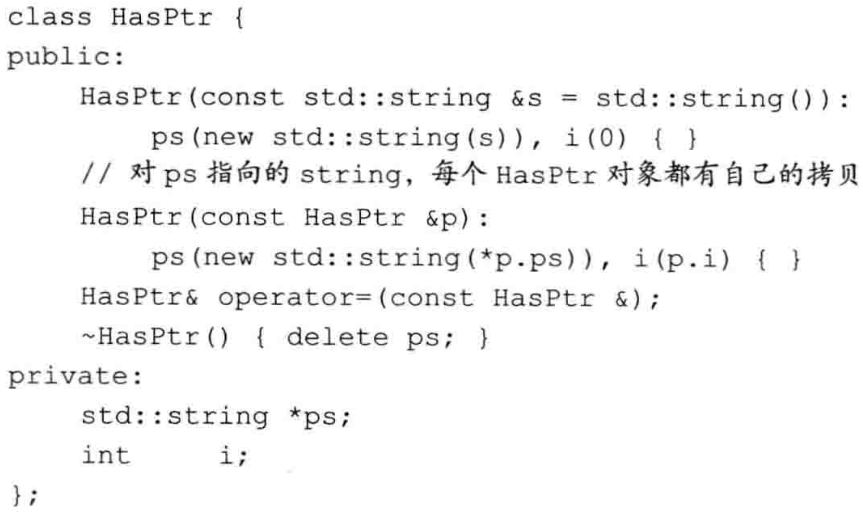 class HasPtr {
public:
    HasPtr(const std::string &s = std::string()):
        ps(new std::string(s)), i(0) { }
    // 对 ps 指向的 string，每个 HasPtr 对象都有自己的拷贝
    HasPtr(const HasPtr &p):
        ps(new std::string(*p.ps)), i(p.i) { }
    HasPtr& operator=(const HasPtr &);
    ~HasPtr() { delete ps; }
private:
    std::string *ps;
    int    i;
};